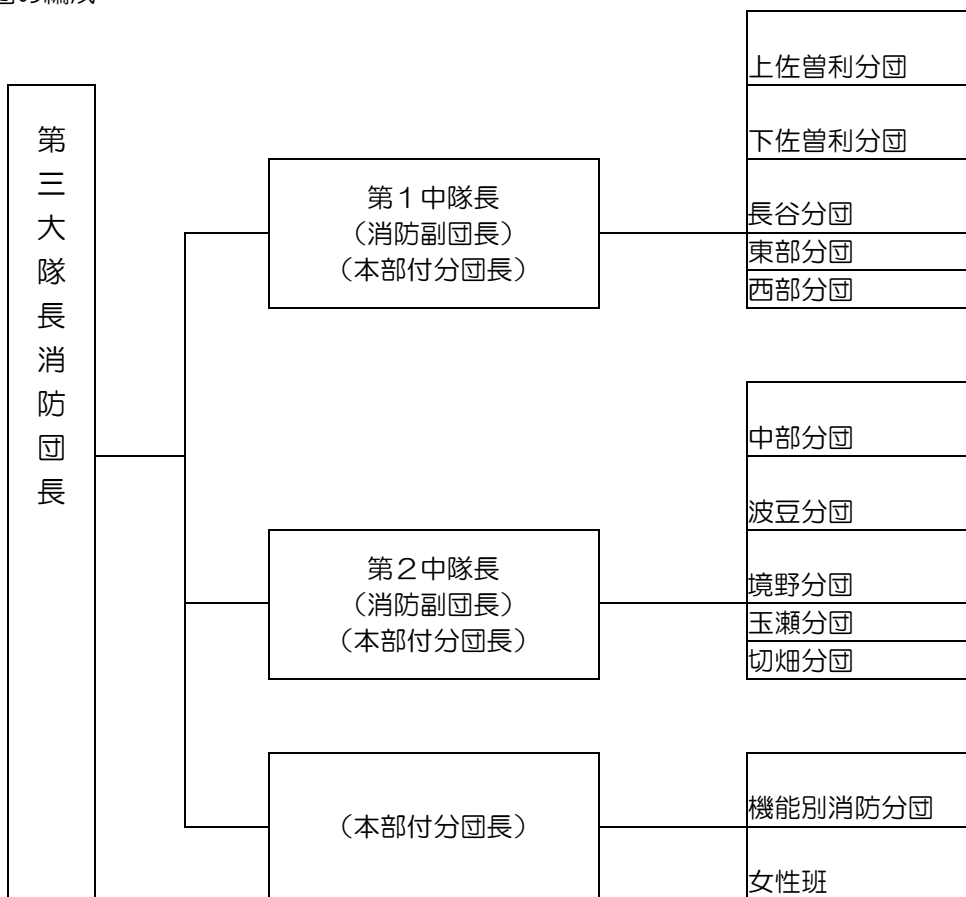 第三大隊長消防団長
第1中隊長
(消防副団長)
(本部付分団長)
上佐曽利分団
下佐曽利分団
長谷分団
東部分団
西部分団
第2中隊長
(消防副団長)
(本部付分団長)
中部分団
波豆分団
境野分団
玉瀬分団
切畑分団
(本部付分団長)
機能別消防分団
女性班